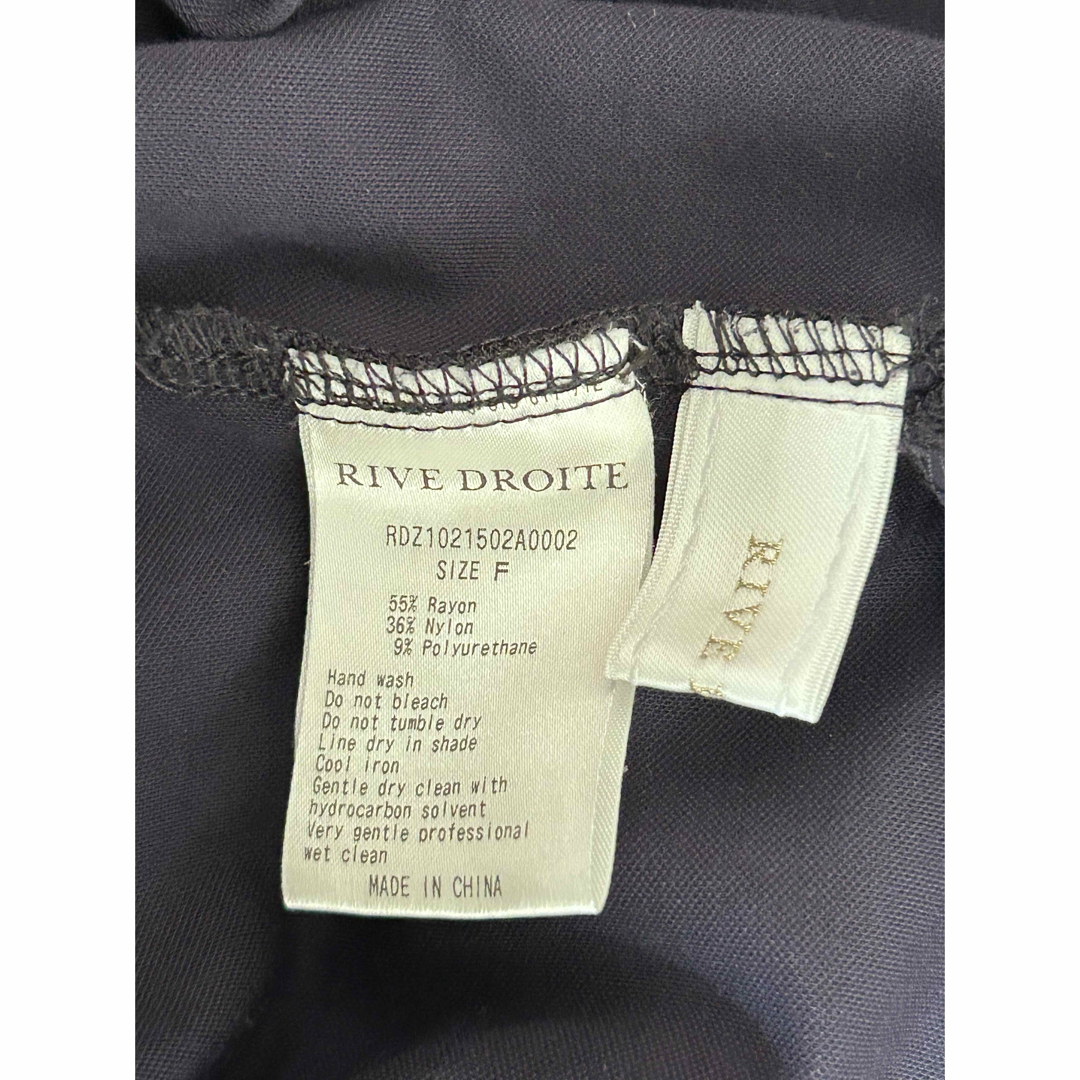 RIVE DROITE
RDZ1021502A0002
SIZE F
55% Rayon
36% Nylon
9% Polyurethane
Hand wash
Do not bleach
Do not tumble dry
Line dry in shade
Cool iron
Gentle dry clean with
hydrocarbon solvent
Very gentle professional
wet clean
MADE IN CHINA
RIVE